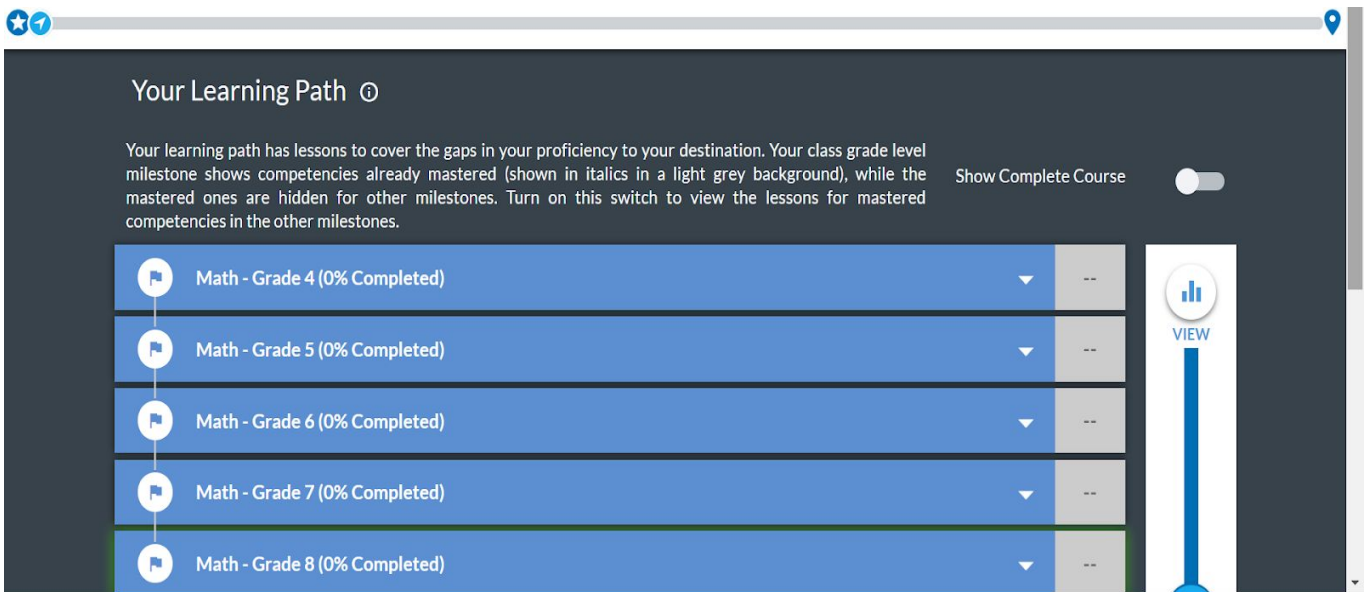 Your Learning Path
Your learning path has lessons to cover the gaps in your proficiency to your destination. Your class grade level
milestone shows competencies already mastered (shown in italics in a light grey background), while the
mastered ones are hidden for other milestones. Turn on this switch to view the lessons for mastered
competencies in the other milestones.
Show Complete Course
Math - Grade 4 (0% Completed)
--
VIEW
Math - Grade 5 (0% Completed)
--
Math - Grade 6 (0% Completed)
--
Math - Grade 7 (0% Completed)
--
Math - Grade 8 (0% Completed)
--